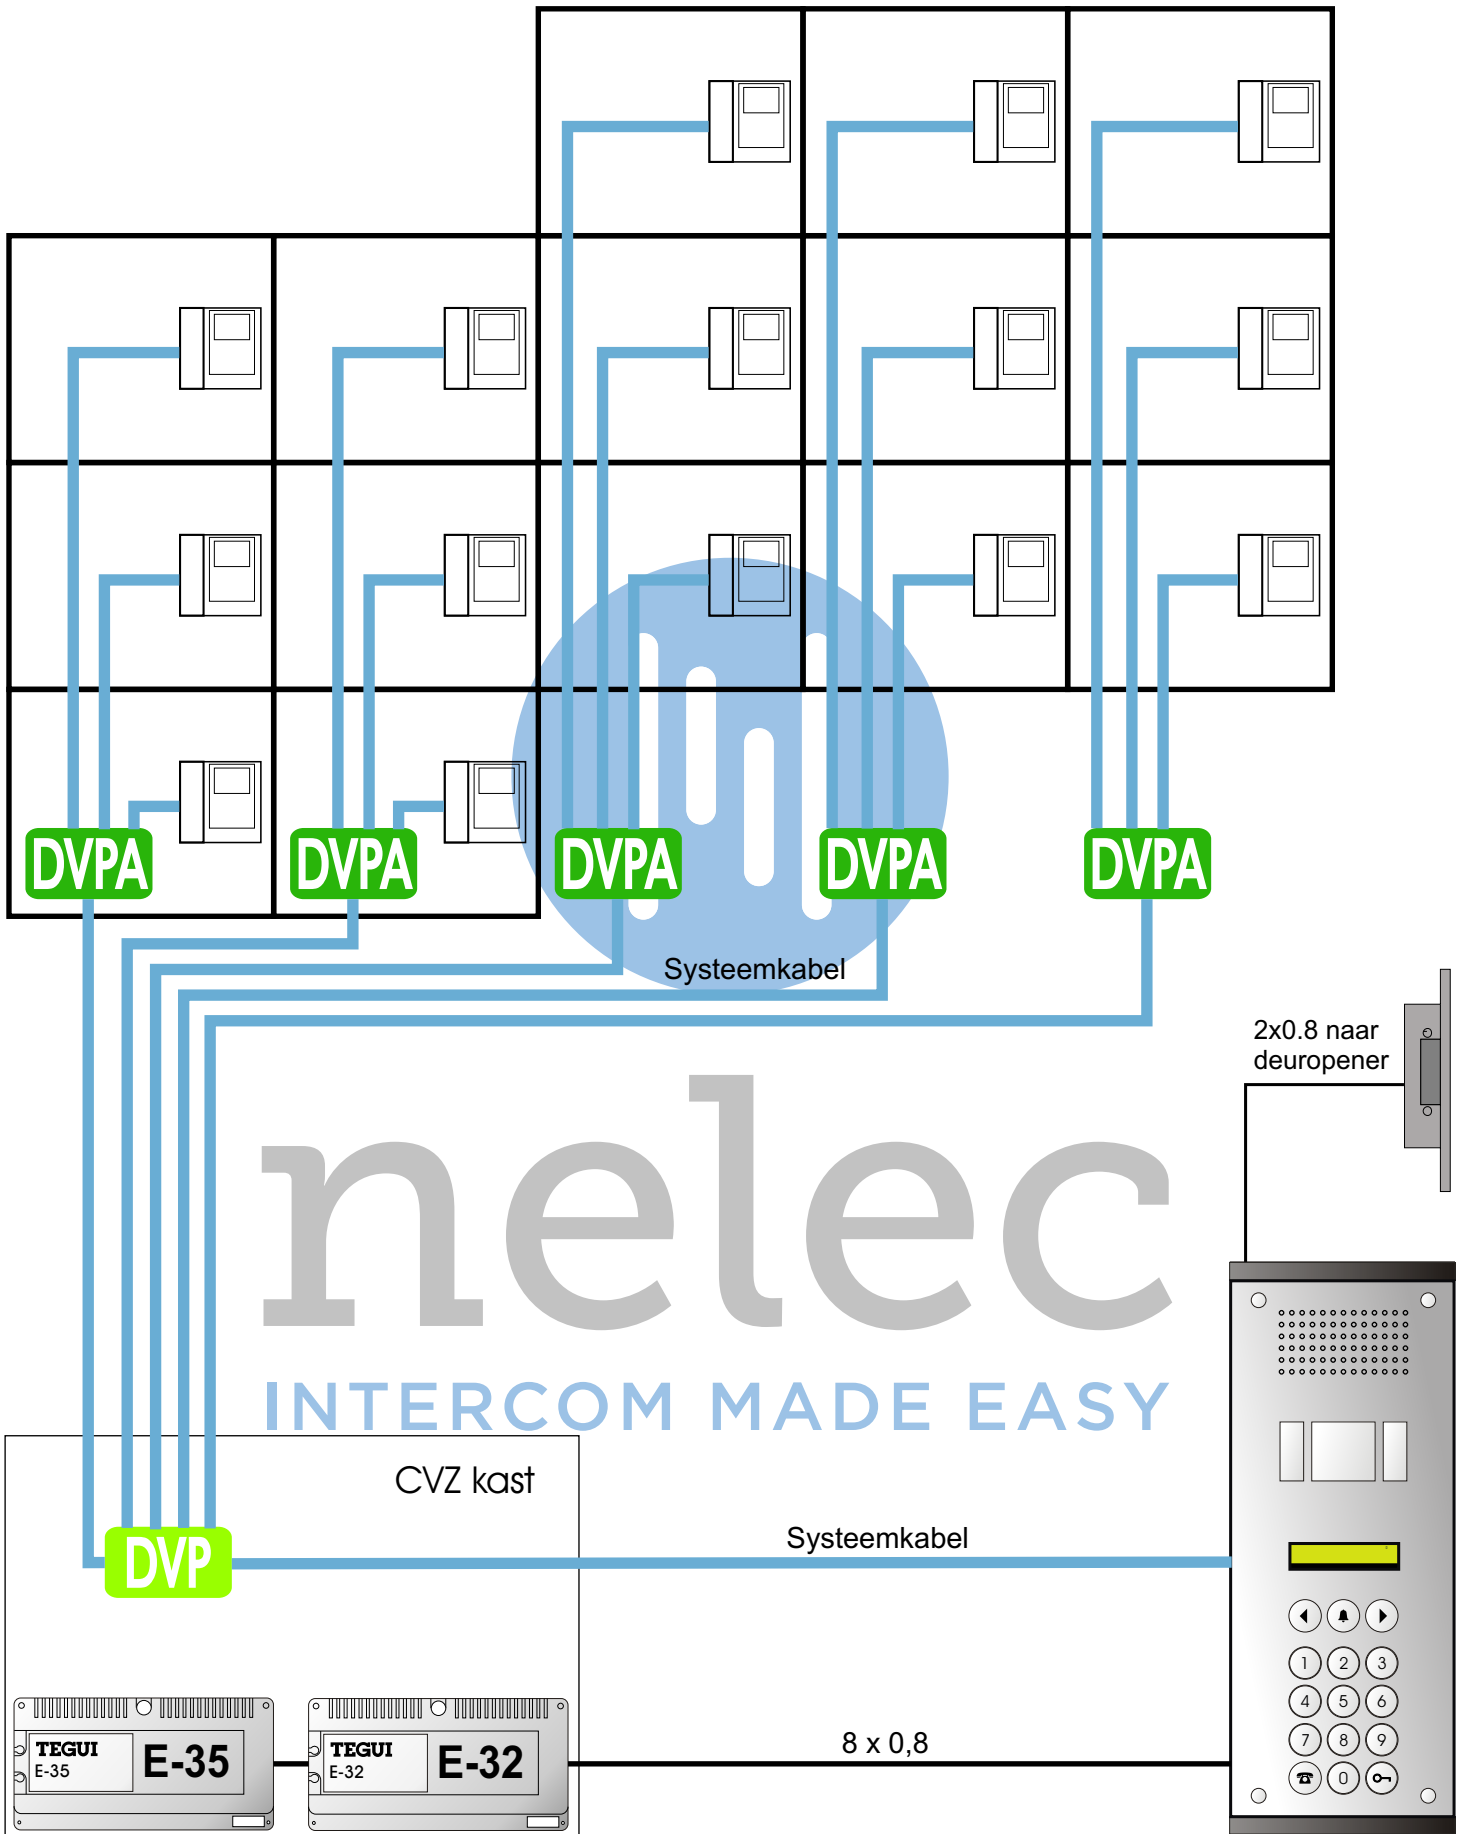 DVPA
DVPA
DVPA
DVPA
DVPA
Systeemkabel
2x0.8 naar
deuropener
nelec
INTERCOM MADE EASY
CVZ kast
DVP
Systeemkabel
1 2 3
4 5 6
7 8 9
0
8 x 0,8
TEGUI
E-35
E-35
TEGUI
E-32
E-32